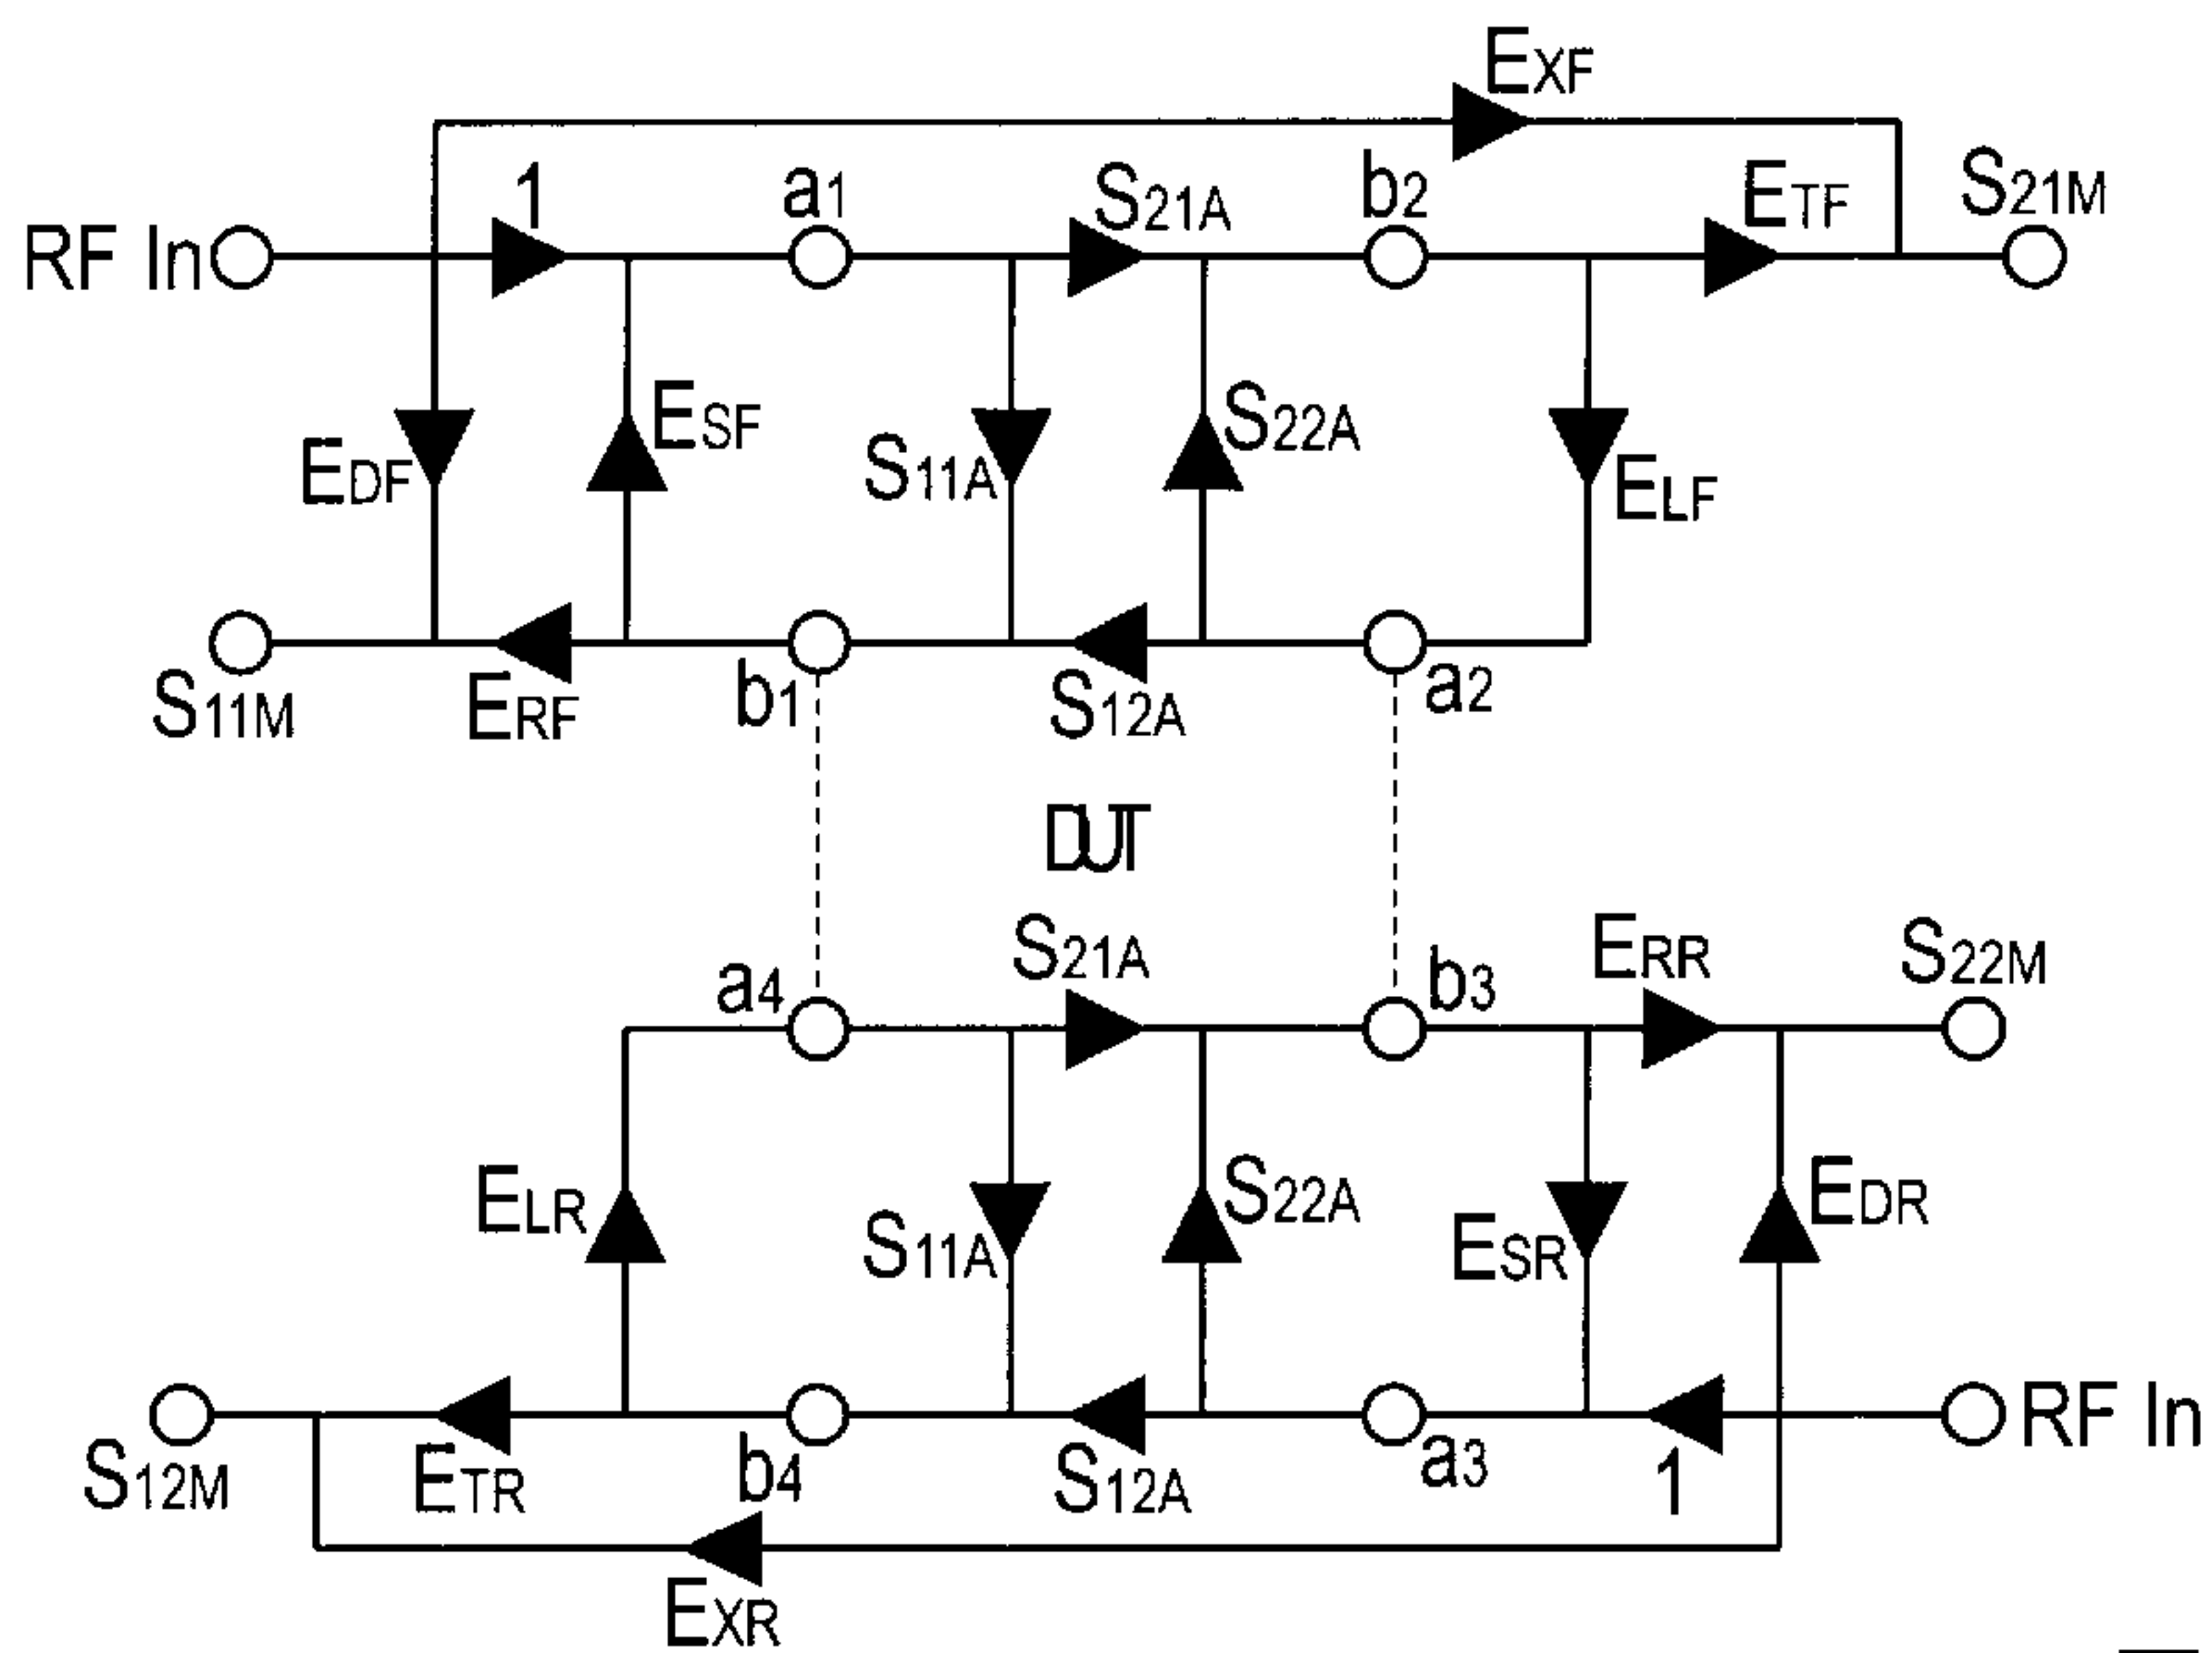 EXF
1
a1
S21A
b2
ETF
S21M
RF In
EDF
ESF
S11A
S22A
ELF
S11M
ERF
b1
S12A
a2
DUT
a4
S21A
b3
ERR
S22M
ELR
S11A
S22A
ESR
EDR
S12M
ETR
b4
S12A
a3
1
RF In
EXR